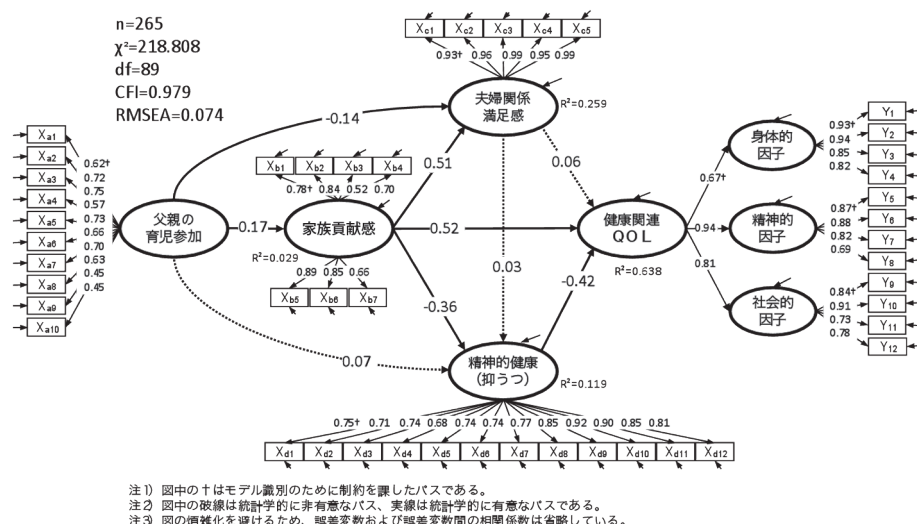 n=265
χ²=218.808
df=89
CFI=0.979
RMSEA=0.074
Xc1 Xc2 Xc3 Xc4 Xc5
0.93† 0.96 0.99 0.95 0.99
夫婦関係
満足感
R²=0.259
-0.14
Xa1
Xa2
Xa3
Xa4
Xa5
Xa6
Xa7
Xa8
Xa9
Xa10
0.62†
0.72
0.75
0.57
0.73
0.66
0.70
0.63
0.45
0.45
父親の
育児参加
0.17
Xb1 Xb2 Xb3 Xb4
0.78† 0.84 0.52 0.70
家族貢献感
R²=0.029
0.89 0.85 0.66
Xb5 Xb6 Xb7
0.51
0.06
0.52
0.03
-0.36
-0.42
0.07
健康関連
QOL
R²=0.638
0.67†
0.94
0.81
身体的
因子
精神的
因子
社会的
因子
0.93†
0.94
0.85
0.82
0.87†
0.88
0.82
0.69
0.84†
0.91
0.73
0.78
Y1
Y2
Y3
Y4
Y5
Y6
Y7
Y8
Y9
Y10
Y11
Y12
精神的健康
(抑うつ)
R²=0.119
0.75† 0.71 0.74 0.68 0.74 0.74 0.77 0.85 0.92 0.90 0.85 0.81
Xd1 Xd2 Xd3 Xd4 Xd5 Xd6 Xd7 Xd8 Xd9 Xd10 Xd11 Xd12
注1) 図中の†はモデル識別のために制約を課したパスである。
注2) 図中の破線は統計学的に非有意なパス、実線は統計学的に有意なパスである。
注3) 図の煩雑化を避けるため、誤差変数および誤差変数間の相関係数は省略している。